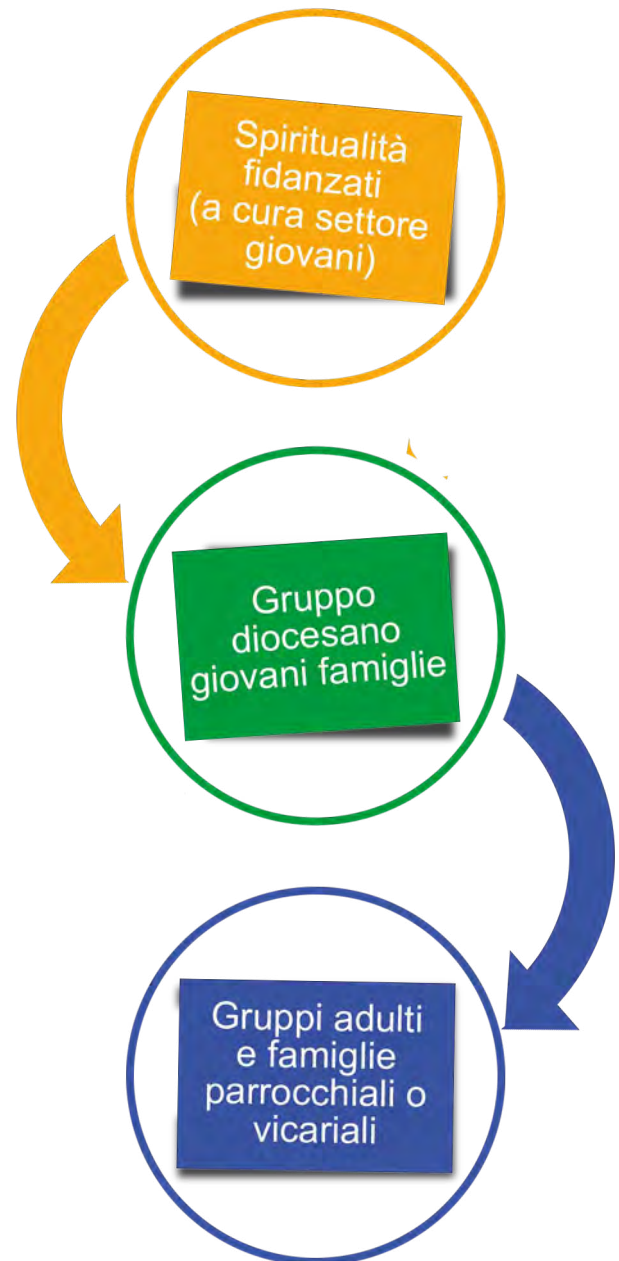 Spiritualità
fidanzati
(a cura settore
giovani)
Gruppo
diocesano
giovani famiglie
Gruppi adulti
e famiglie
parrocchiali o
vicariali